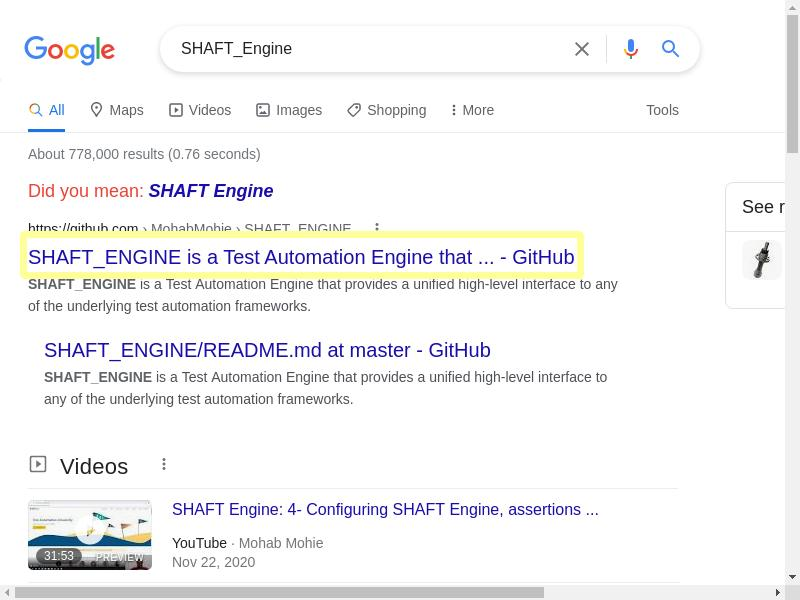 Google
SHAFT_Engine
All Maps Videos Images Shopping More Tools
About 778,000 results (0.76 seconds)
Did you mean: SHAFT Engine
https://github.com › MohabMohie › SHAFT_ENGINE
See r
SHAFT_ENGINE is a Test Automation Engine that ... - GitHub
SHAFT_ENGINE is a Test Automation Engine that provides a unified high-level interface to any
of the underlying test automation frameworks.
SHAFT_ENGINE/README.md at master - GitHub
SHAFT_ENGINE is a Test Automation Engine that provides a unified high-level interface to
any of the underlying test automation frameworks.
Videos
SHAFT Engine: 4- Configuring SHAFT Engine, assertions ...
YouTube · Mohab Mohie
Nov 22, 2020
31:53 PREVIEW